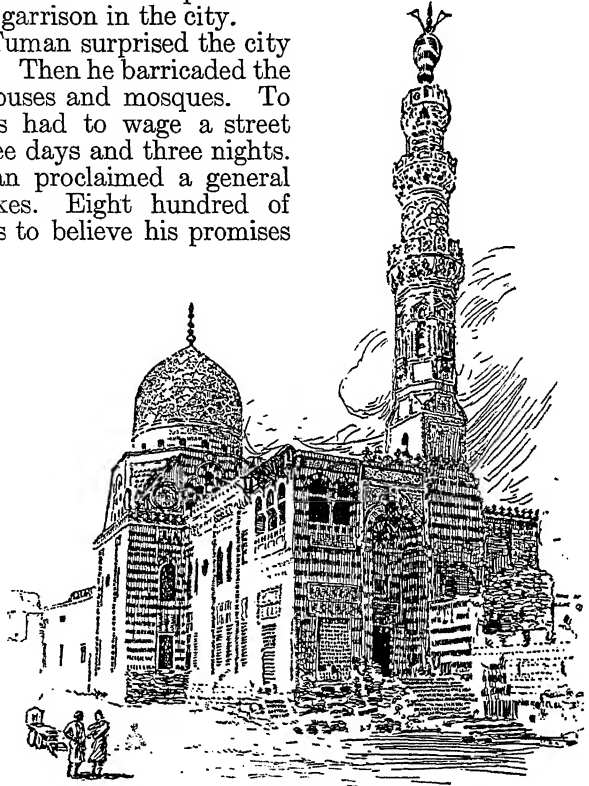 garrison in the city.
uman surprised the city
Then he barricaded the
ouses and mosques. To
s had to wage a street
ee days and three nights.
an proclaimed a general
kes. Eight hundred of
s to believe his promises